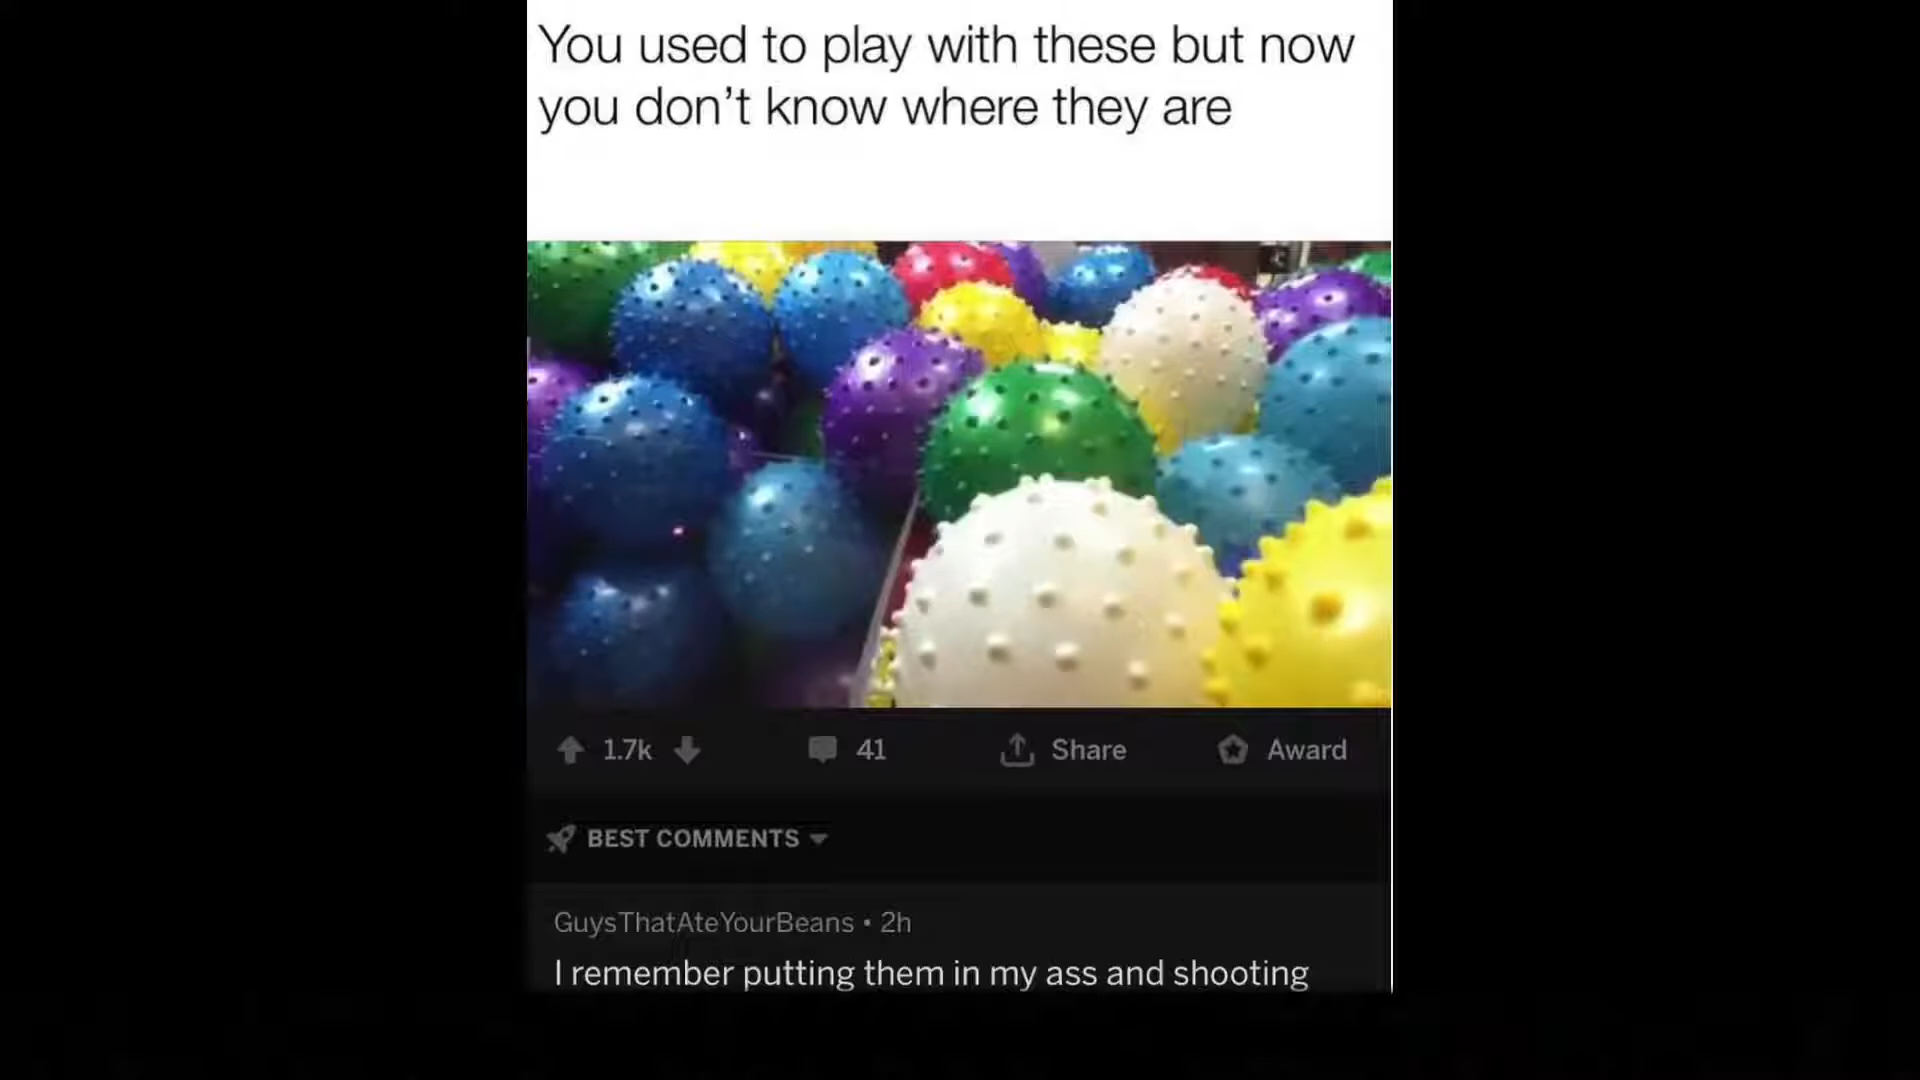 You used to play with these but now
you don't know where they are
1.7k
41
Share
Award
BEST COMMENTS
GuysThatAteYourBeans • 2h
I remember putting them in my ass and shooting